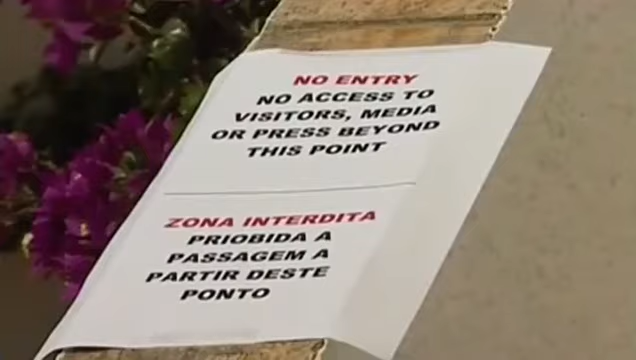 NO ENTRY
NO ACCESS TO
VISITORS, MEDIA
OR PRESS BEYOND
THIS POINT
ZONA INTERDITA
PRIOBIDA A
PASSAGEM A
PARTIR DESTE
PONTO